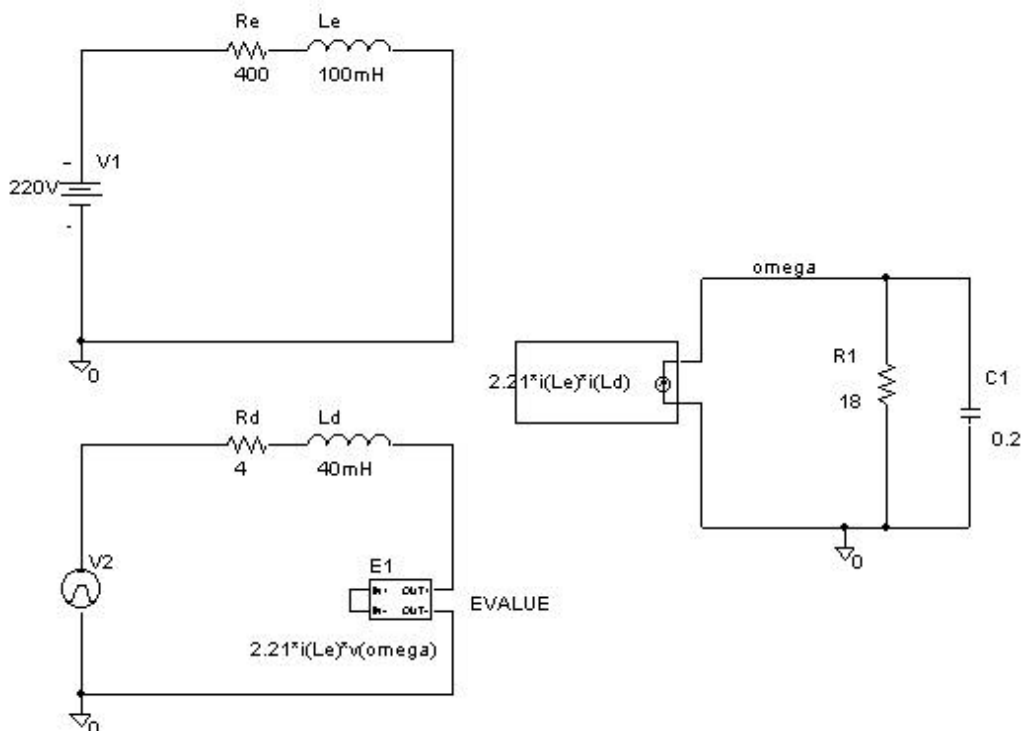 Re
Le
400
100mH
-
V1
220V
-
0
omega
2.21*i(Le)*i(Ld)
R1
18
C1
0.2
0
Rd
Ld
4
40mH
V2
E1
IN+ OUT+
IN- OUT-
EVALUE
2.21*i(Le)*v(omega)
0